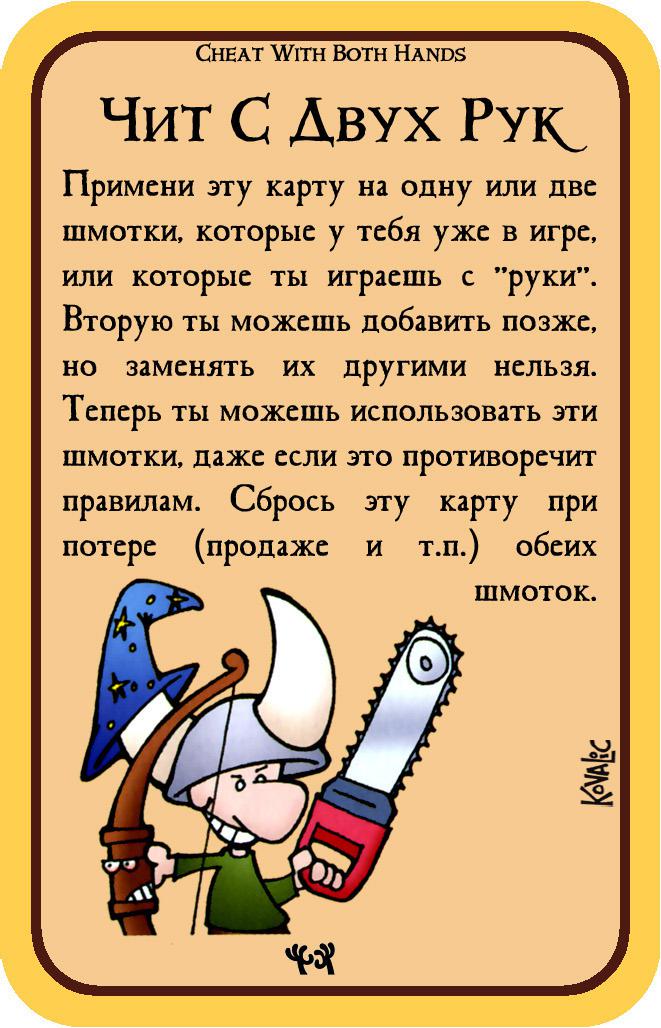 Cheat With Both Hands
Чит С Двух Рук
Примени эту карту на одну или две
шмотки, которые у тебя уже в игре,
или которые ты играешь с ”руки”.
Вторую ты можешь добавить позже,
но заменять их другими нельзя.
Теперь ты можешь использовать эти
шмотки, даже если это противоречит
правилам. Сбрось эту карту при
потере (продаже и т.п.) обеих
шмоток.
Kovalic